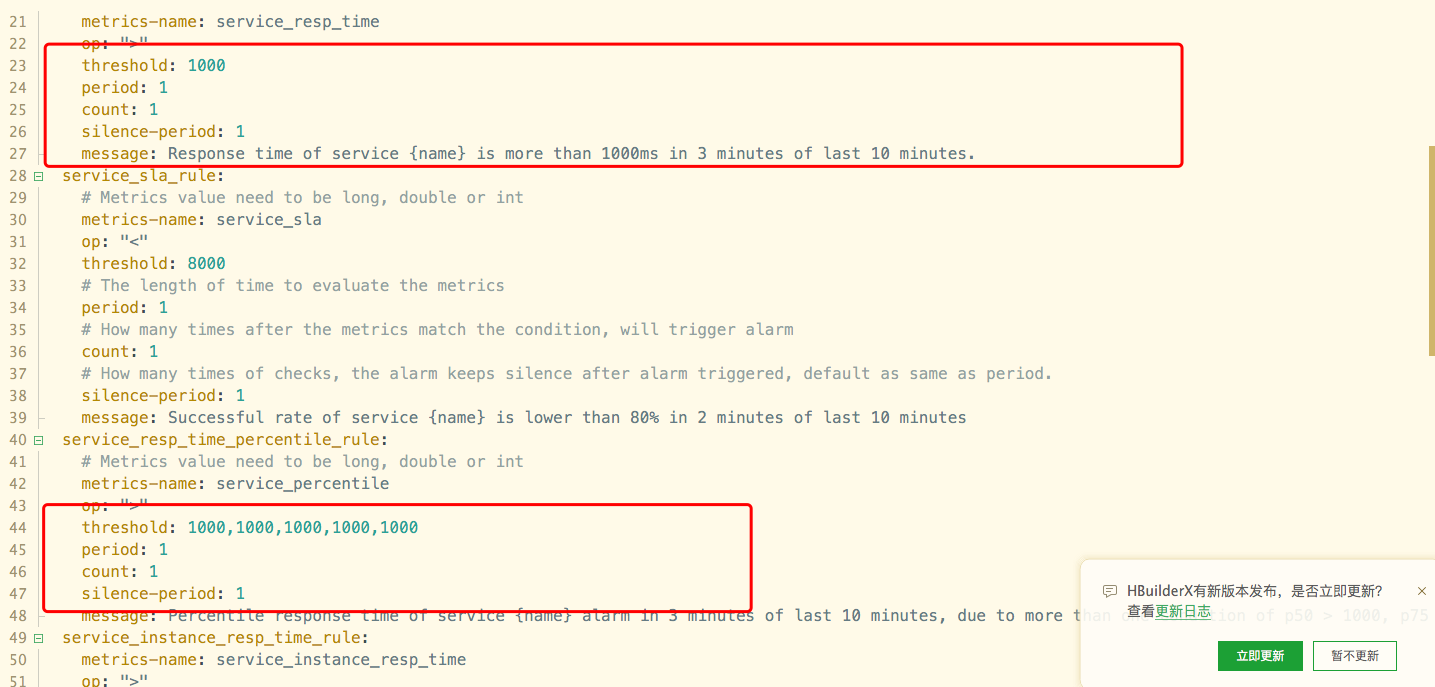 21 metrics-name: service_resp_time
22 op: ">"
23 threshold: 1000
24 period: 1
25 count: 1
26 silence-period: 1
27 message: Response time of service {name} is more than 1000ms in 3 minutes of last 10 minutes.
28 service_sla_rule:
29 # Metrics value need to be long, double or int
30 metrics-name: service_sla
31 op: "<"
32 threshold: 8000
33 # The length of time to evaluate the metrics
34 period: 1
35 # How many times after the metrics match the condition, will trigger alarm
36 count: 1
37 # How many times of checks, the alarm keeps silence after alarm triggered, default as same as period.
38 silence-period: 1
39 message: Successful rate of service {name} is lower than 80% in 2 minutes of last 10 minutes
40 service_resp_time_percentile_rule:
41 # Metrics value need to be long, double or int
42 metrics-name: service_percentile
43 op: ">"
44 threshold: 1000,1000,1000,1000,1000
45 period: 1
46 count: 1
47 silence-period: 1
48 message: Percentile response time of service {name} alarm in 3 minutes of last 10 minutes, due to more than one condition of p50 > 1000, p75
49 service_instance_resp_time_rule:
50 metrics-name: service_instance_resp_time
51 op: ">"
HBuilderX有新版本发布，是否立即更新?
查看更新日志
立即更新 暂不更新